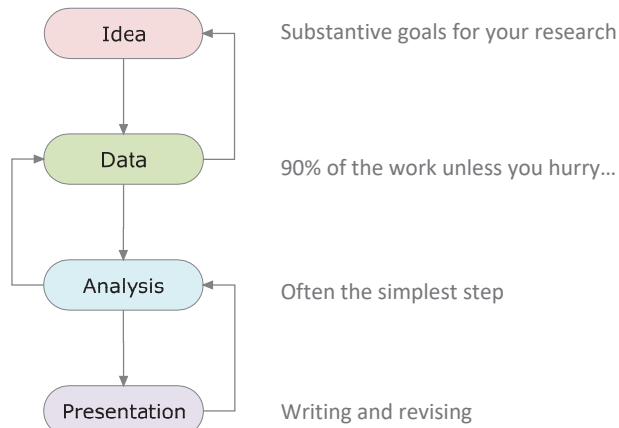 Idea
Substantive goals for your research
Data
90% of the work unless you hurry…
Analysis
Often the simplest step
Presentation
Writing and revising